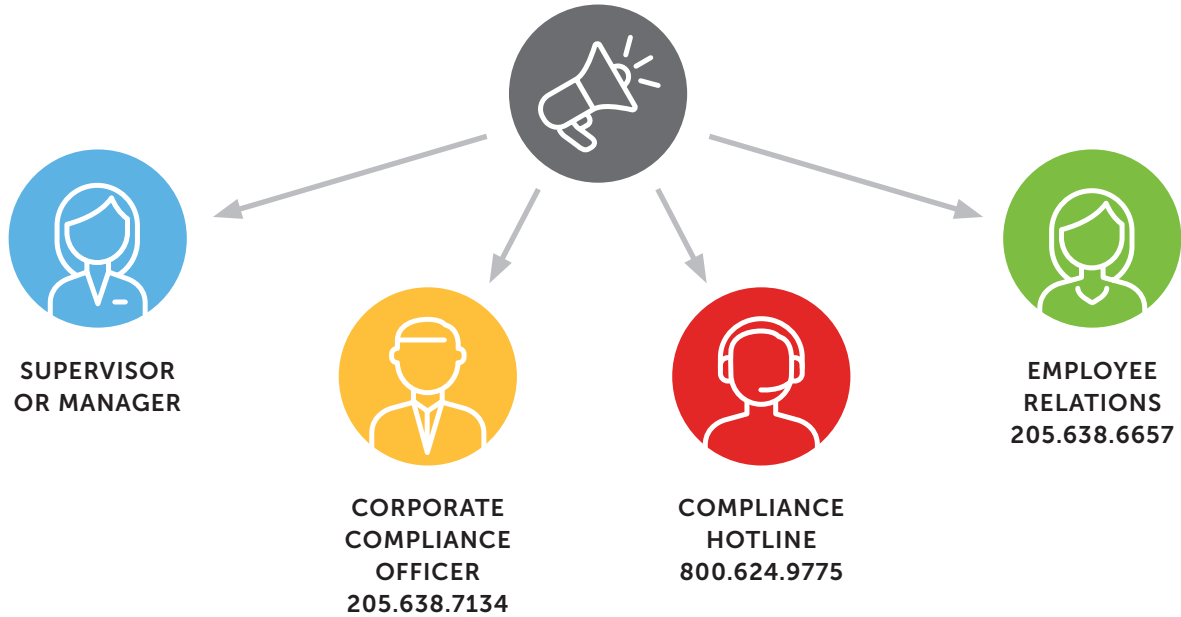 SUPERVISOR
OR MANAGER
CORPORATE
COMPLIANCE
OFFICER
205.638.7134
COMPLIANCE
HOTLINE
800.624.9775
EMPLOYEE
RELATIONS
205.638.6657